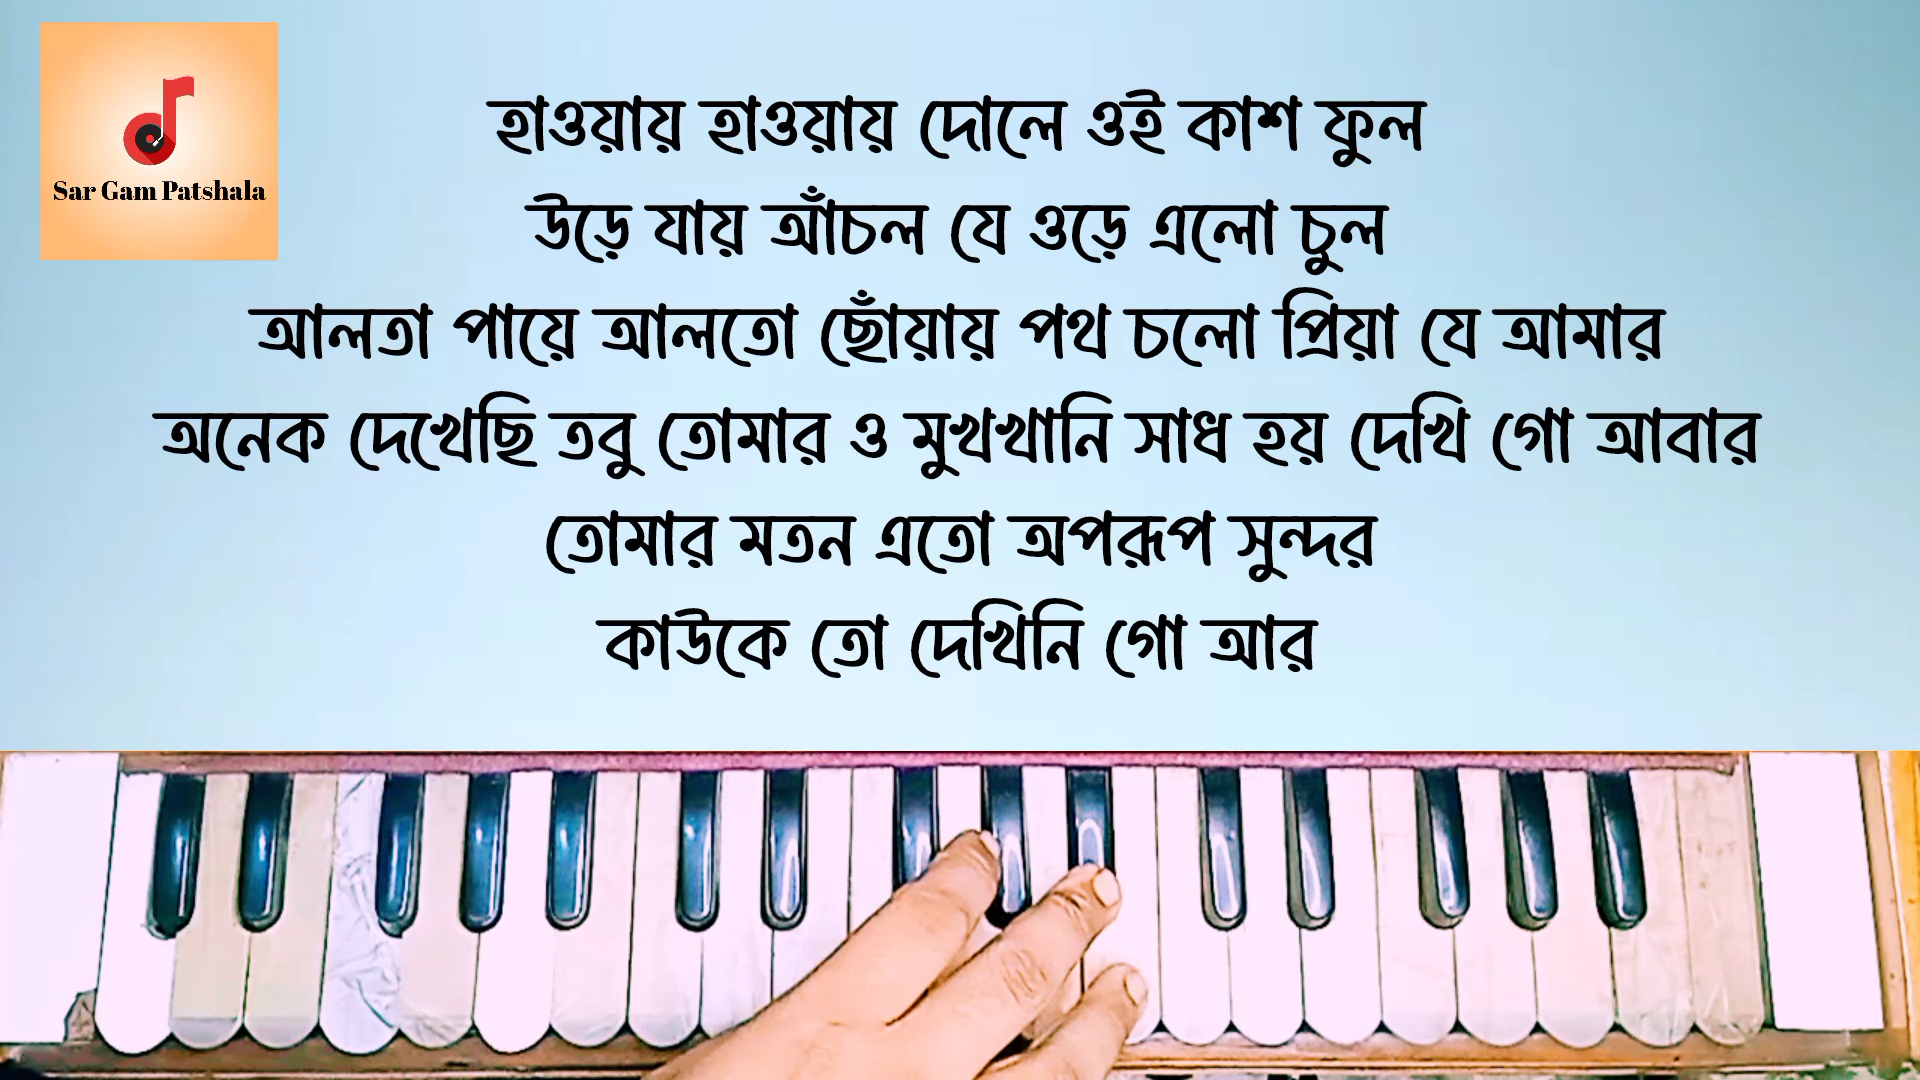 Sar Gam Patshala
হাওয়ায় হাওয়ায় দোলে ওই কাশ ফুল
উড়ে যায় আঁচল যে ওড়ে এলো চুল
আলতা পায়ে আলতো ছোঁয়ায় পথ চলো প্রিয়া যে আমার
অনেক দেখেছি তবু তোমার ও মুখখানি সাধ হয় দেখি গো আবার
তোমার মতন এতো অপরূপ সুন্দর
কাউকে তো দেখিনি গো আর